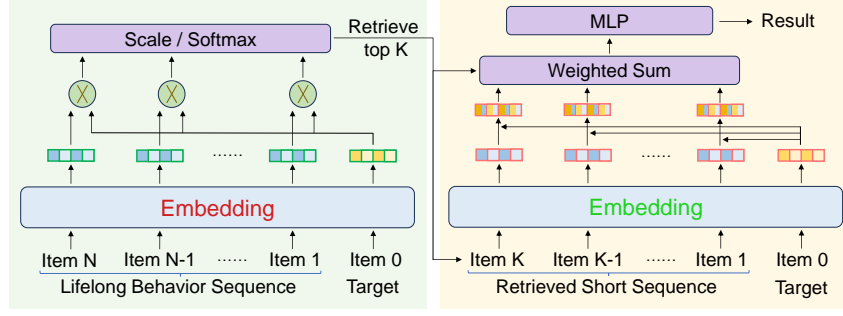 Scale / Softmax
Retrieve
top K
......
Embedding
Item N Item N-1 ...... Item 1 Item 0
Lifelong Behavior Sequence Target
MLP
Result
Weighted Sum
......
......
Embedding
Item K Item K-1 ...... Item 1 Item 0
Retrieved Short Sequence Target